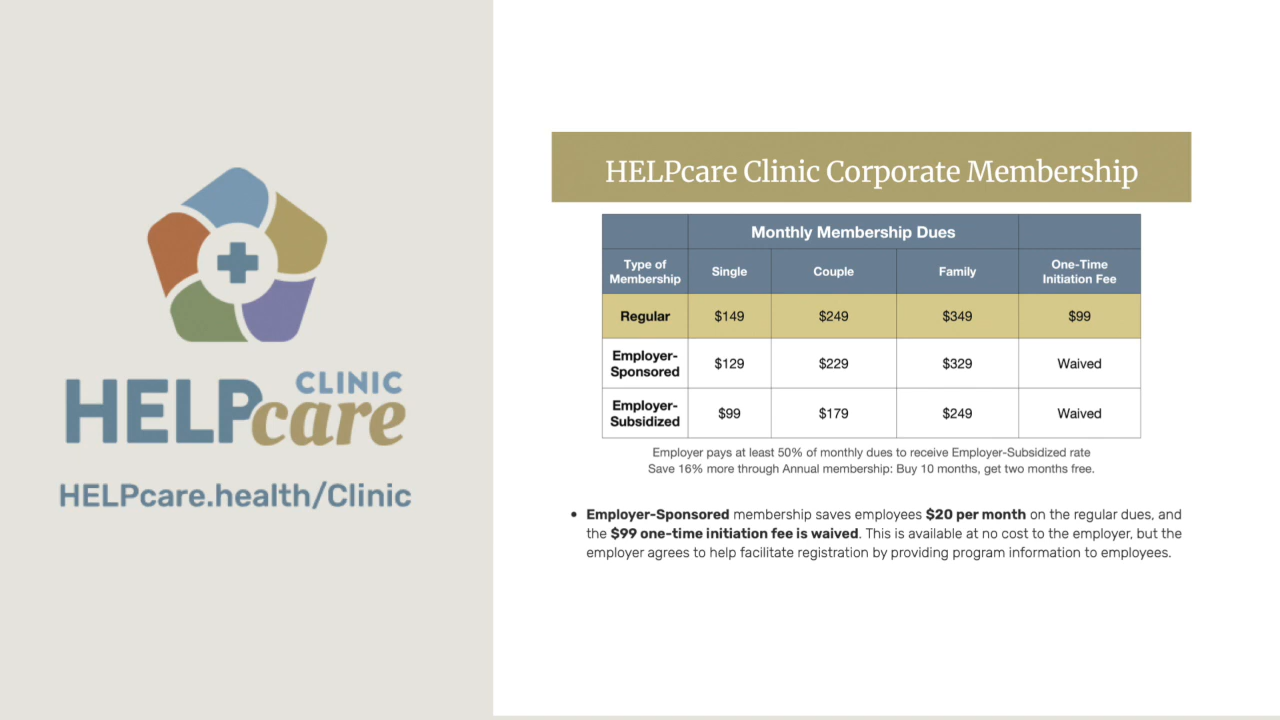 CLINIC
HELPcare
HELPcare.health/Clinic
HELPcare Clinic Corporate Membership
Monthly Membership Dues
Type of Membership Single Couple Family One-Time Initiation Fee
Regular $149 $249 $349 $99
Employer-Sponsored $129 $229 $329 Waived
Employer-Subsidized $99 $179 $249 Waived
Employer pays at least 50% of monthly dues to receive Employer-Subsidized rate
Save 16% more through Annual membership: Buy 10 months, get two months free.
• Employer-Sponsored membership saves employees $20 per month on the regular dues, and
the $99 one-time initiation fee is waived. This is available at no cost to the employer, but the
employer agrees to help facilitate registration by providing program information to employees.